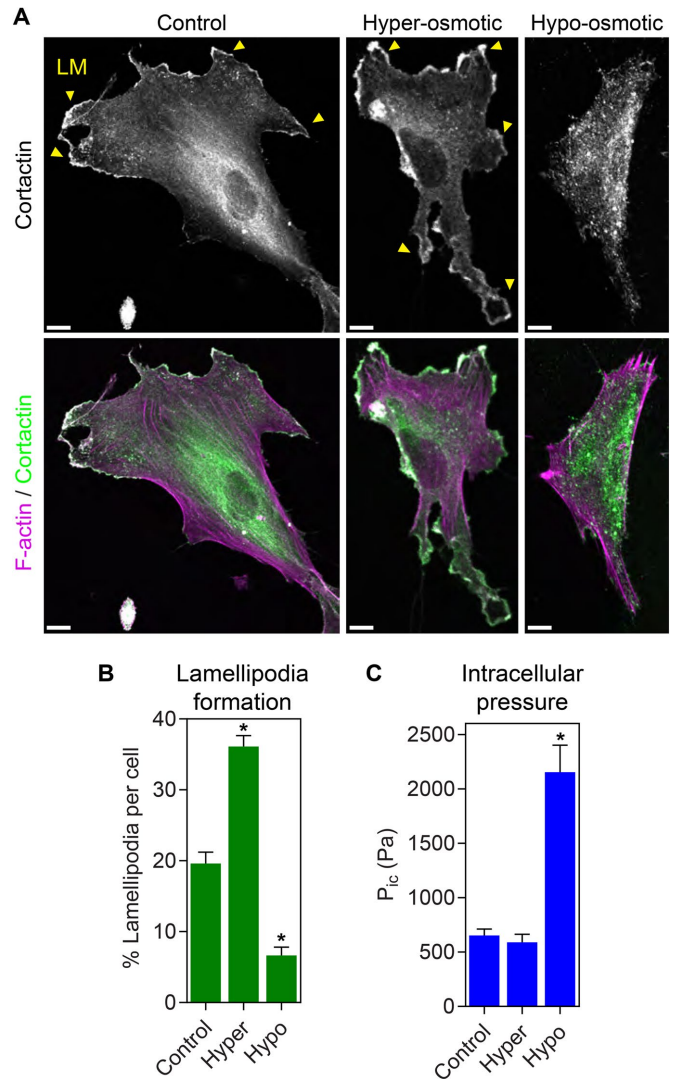 A
Control
Hyper-osmotic
Hypo-osmotic
LM
Cortactin
F-actin / Cortactin
B
Lamellipodia
formation
% Lamellipodia per cell
40
30
20
10
0
*
*
Control
Hyper
Hypo
C
Intracellular
pressure
Pic (Pa)
2500
2000
1500
1000
500
0
*
Control
Hyper
Hypo